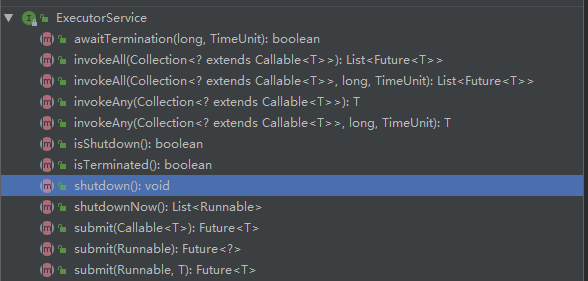 ExecutorService
awaitTermination(long, TimeUnit): boolean
invokeAll(Collection<? extends Callable<T>>): List<Future<T>>
invokeAll(Collection<? extends Callable<T>>, long, TimeUnit): List<Future<T>>
invokeAny(Collection<? extends Callable<T>>): T
invokeAny(Collection<? extends Callable<T>>, long, TimeUnit): T
isShutdown(): boolean
isTerminated(): boolean
shutdown(): void
shutdownNow(): List<Runnable>
submit(Callable<T>): Future<T>
submit(Runnable): Future<?>
submit(Runnable, T): Future<T>